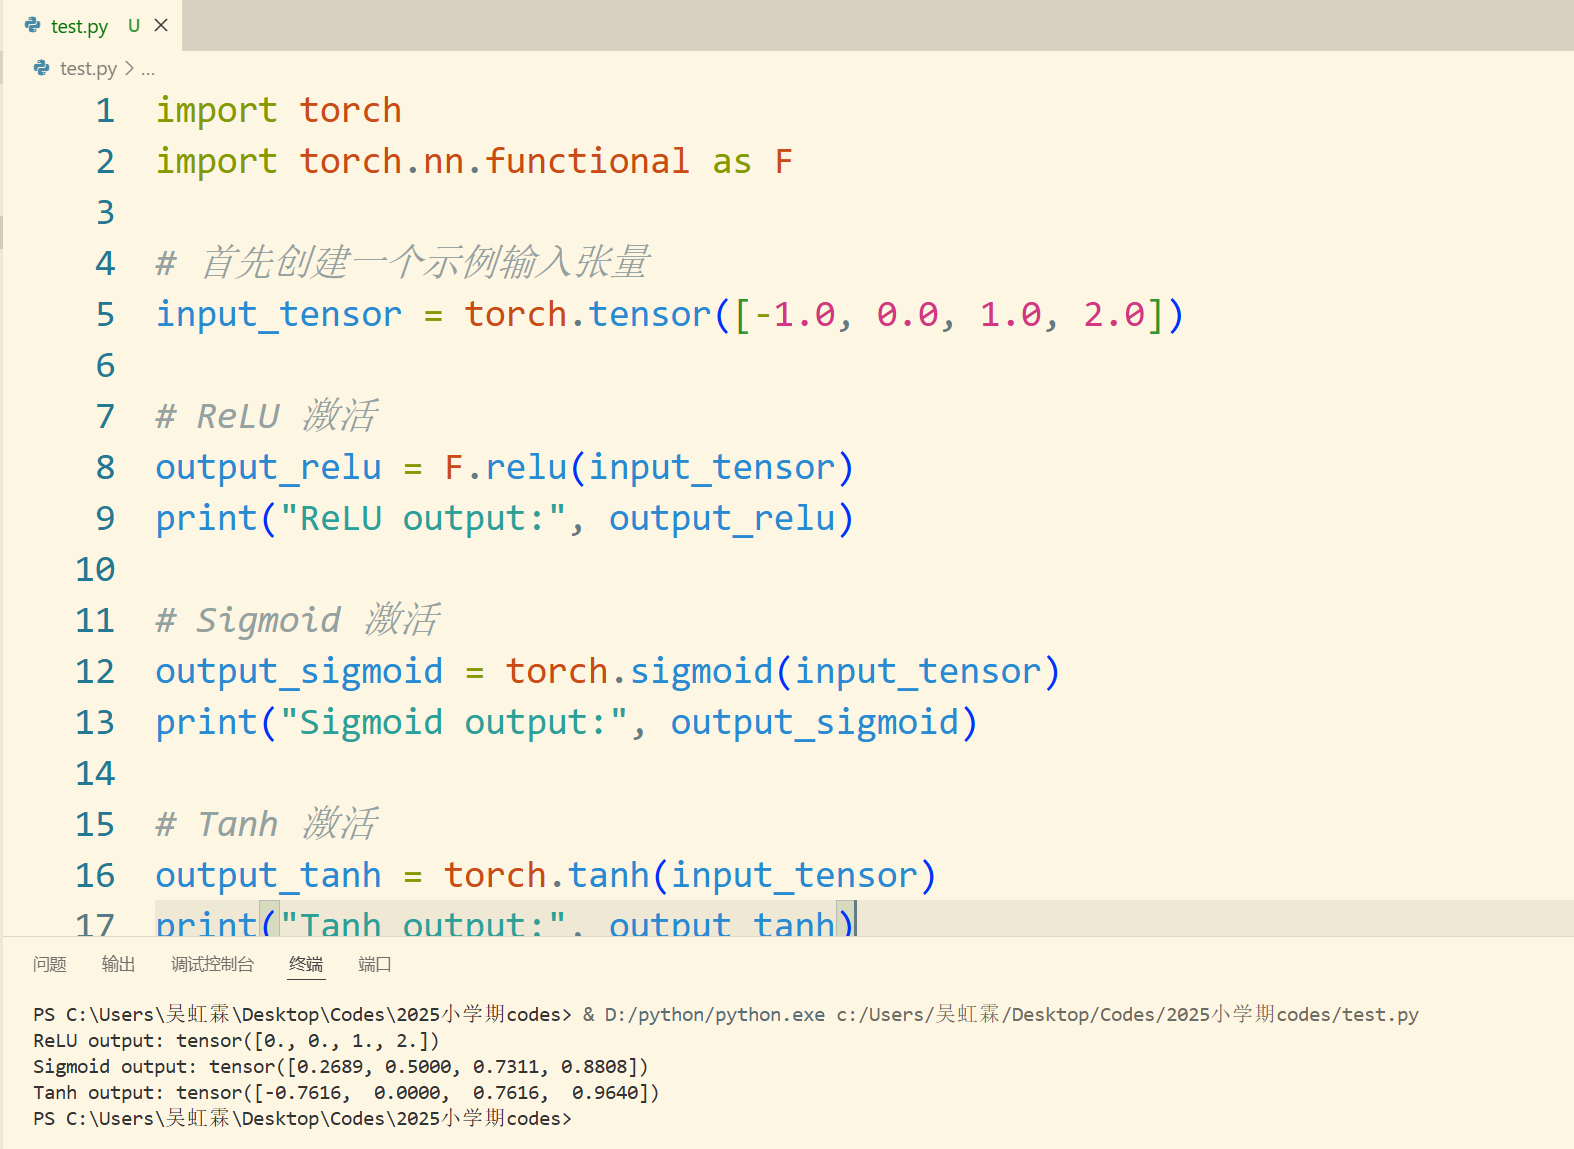 test.py U
test.py > ...
1 import torch
2 import torch.nn.functional as F
3
4 # 首先创建一个示例输入张量
5 input_tensor = torch.tensor([-1.0, 0.0, 1.0, 2.0])
6
7 # ReLU 激活
8 output_relu = F.relu(input_tensor)
9 print("ReLU output:", output_relu)
10
11 # Sigmoid 激活
12 output_sigmoid = torch.sigmoid(input_tensor)
13 print("Sigmoid output:", output_sigmoid)
14
15 # Tanh 激活
16 output_tanh = torch.tanh(input_tensor)
17 print("Tanh output:", output_tanh)
问题 输出 调试控制台 终端 端口
PS C:\Users\吴虹霖\Desktop\Codes\2025小学期codes> & D:/python/python.exe c:/Users/吴虹霖/Desktop/Codes/2025小学期codes/test.py
ReLU output: tensor([0., 0., 1., 2.])
Sigmoid output: tensor([0.2689, 0.5000, 0.7311, 0.8808])
Tanh output: tensor([-0.7616,  0.0000,  0.7616,  0.9640])
PS C:\Users\吴虹霖\Desktop\Codes\2025小学期codes>